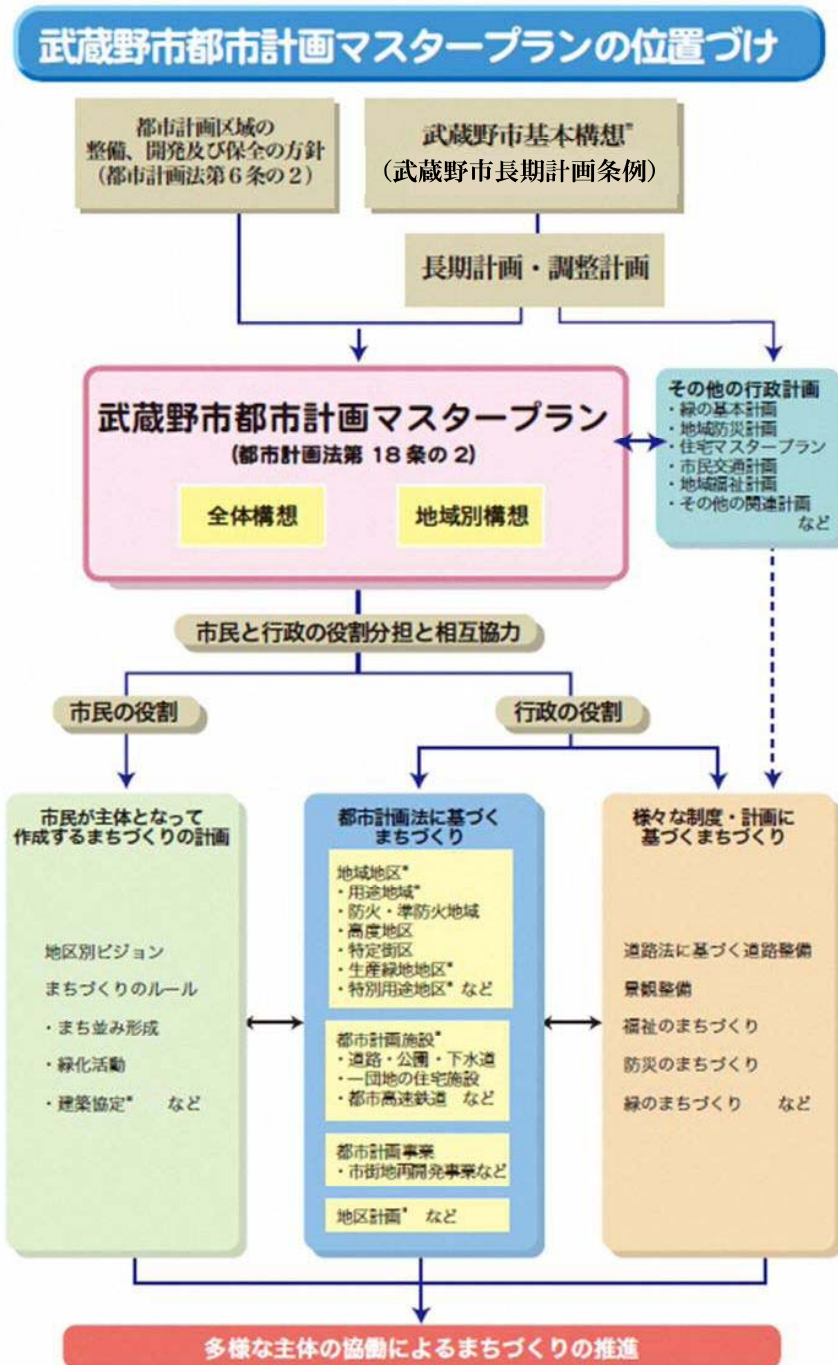 武蔵野市都市計画マスタープランの位置づけ
都市計画区域の
整備、開発及び保全の方針
（都市計画法第6条の2）
武蔵野市基本構想*
（武蔵野市長期計画条例）
長期計画・調整計画
武蔵野市都市計画マスタープラン
(都市計画法第 18 条の 2)
全体構想
地域別構想
その他の行政計画
・緑の基本計画
・地域防災計画
・住宅マスタープラン
・市民交通計画
・地域福祉計画
・その他の関連計画
など
市民と行政の役割分担と相互協力
市民の役割
行政の役割
市民が主体となって
作成するまちづくりの計画
地区別ビジョン
まちづくりのルール
・まち並み形成
・緑化活動
・建築協定* など
都市計画法に基づく
まちづくり
地域地区*
・用途地域*
・防火・準防火地域
・高度地区
・特定街区
・生産緑地地区*
・特別用途地区* など
都市計画施設*
・道路・公園・下水道
・一団地の住宅施設
・都市高速鉄道 など
都市計画事業
・市街地再開発事業など
地区計画* など
様々な制度・計画に
基づくまちづくり
道路法に基づく道路整備
景観整備
福祉のまちづくり
防災のまちづくり
緑のまちづくり など
多様な主体の協働によるまちづくりの推進